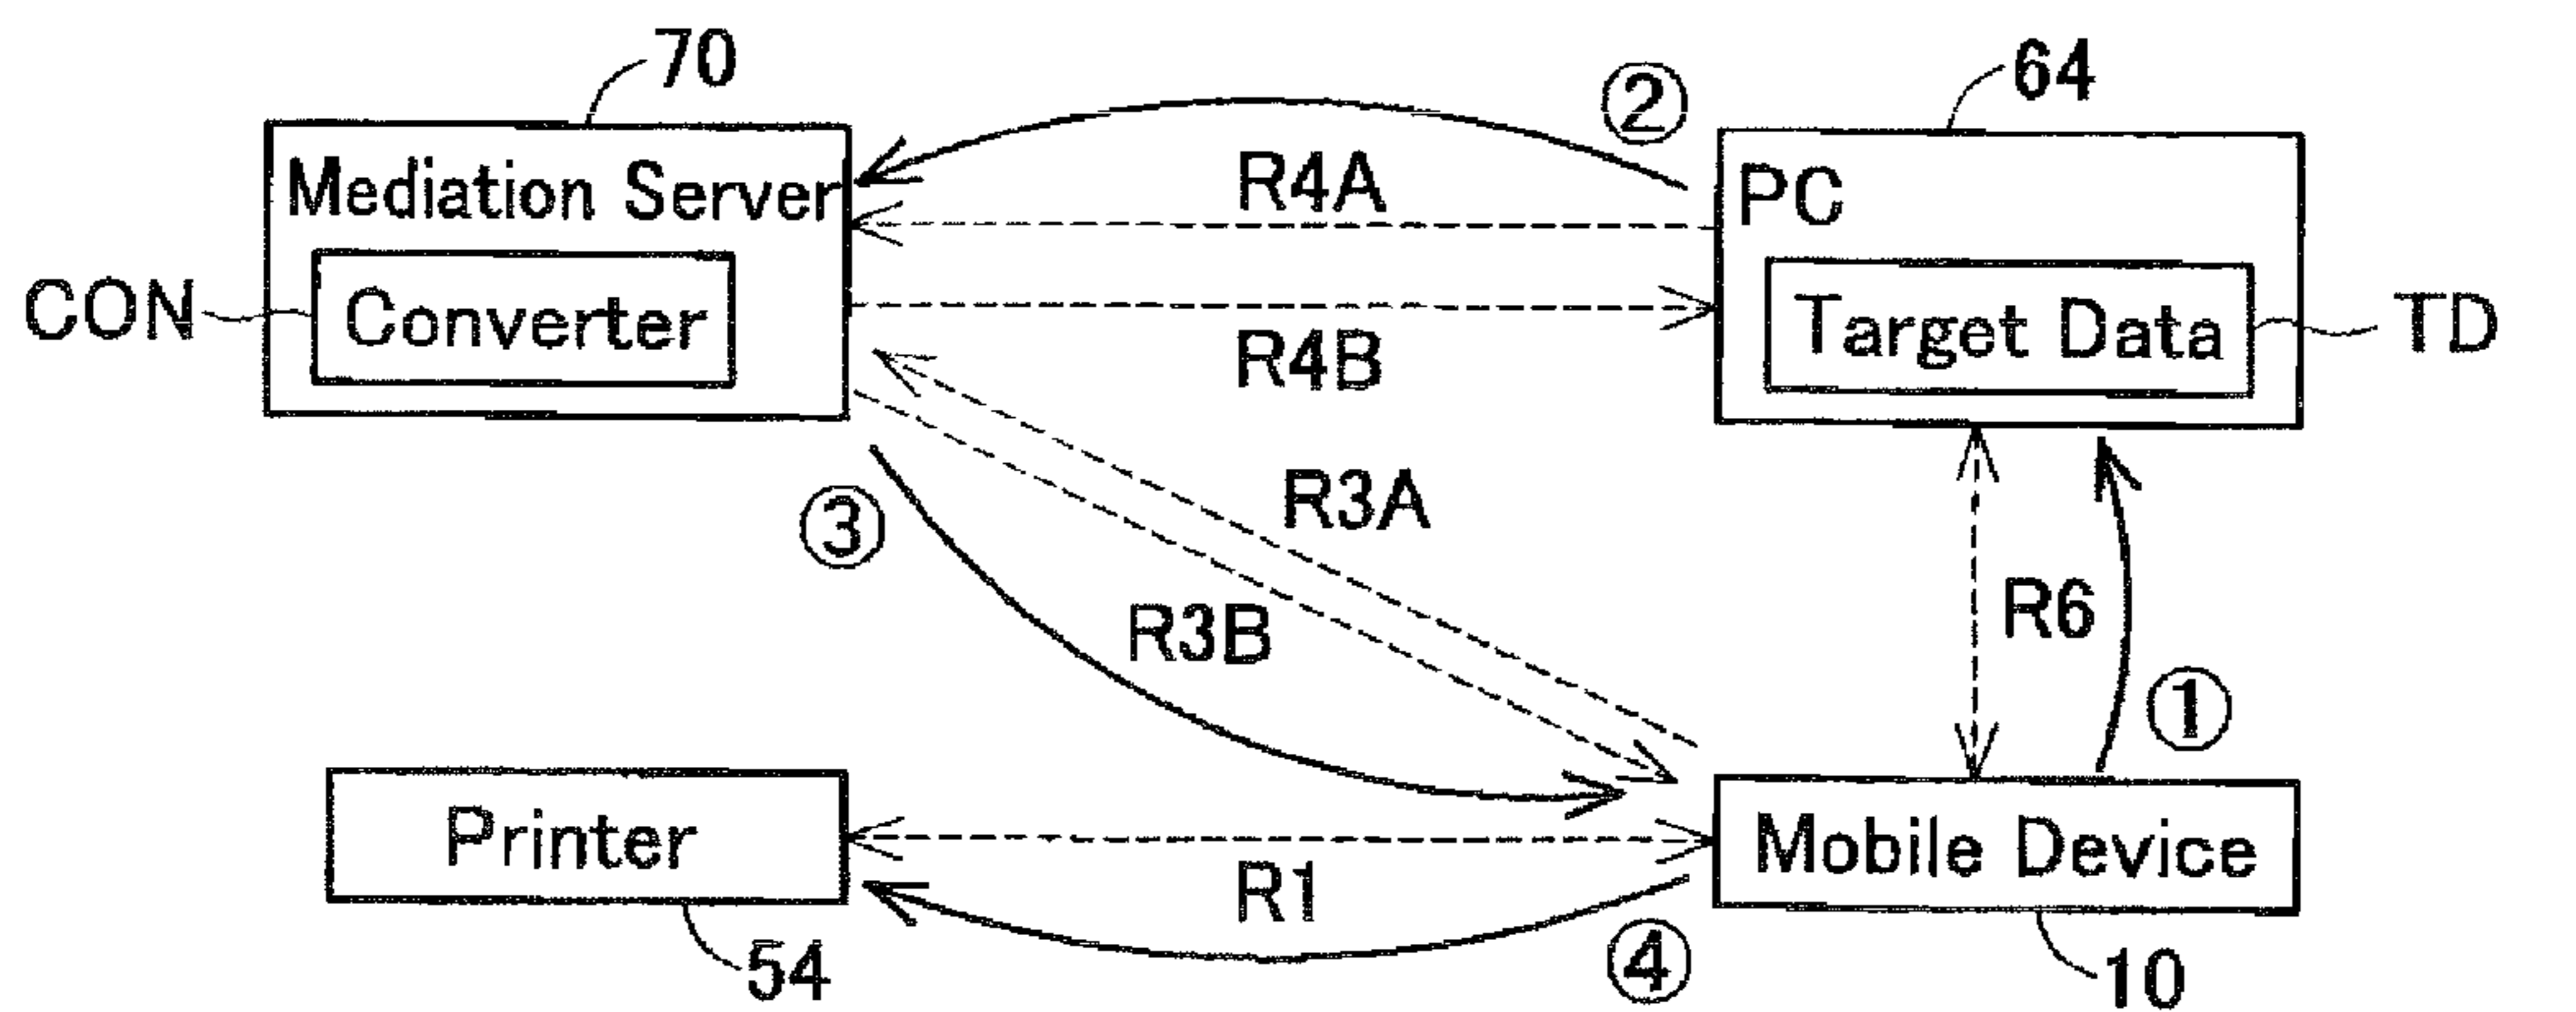 70
②
64
Mediation Server
R4A
PC
CON
Converter
Target Data
TD
R4B
R3A
③
R3B
R6
①
Printer
R1
Mobile Device
54
④
10